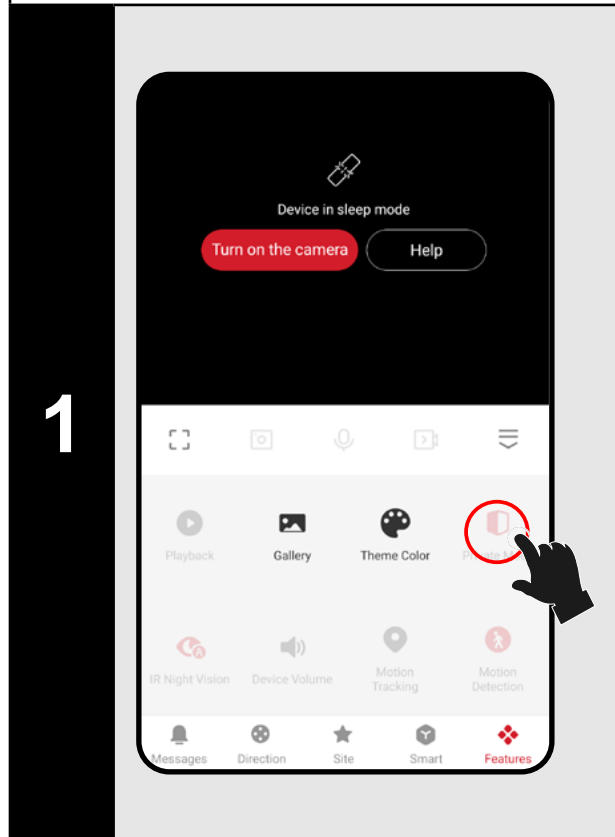 1
Device in sleep mode
Turn on the camera
Help
Playback
Gallery
Theme Color
Private
IR Night Vision
Device Volume
Motion
Tracking
Motion
Detection
Messages
Direction
Site
Smart
Features